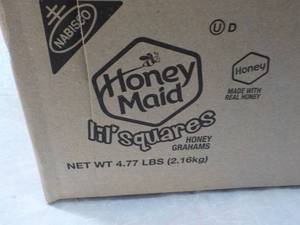 NABISCO
U D
Honey
Maid
Honey
MADE WITH
REAL HONEY
lil' squares
HONEY
GRAHAMS
NET WT 4.77 LBS (2.16kg)